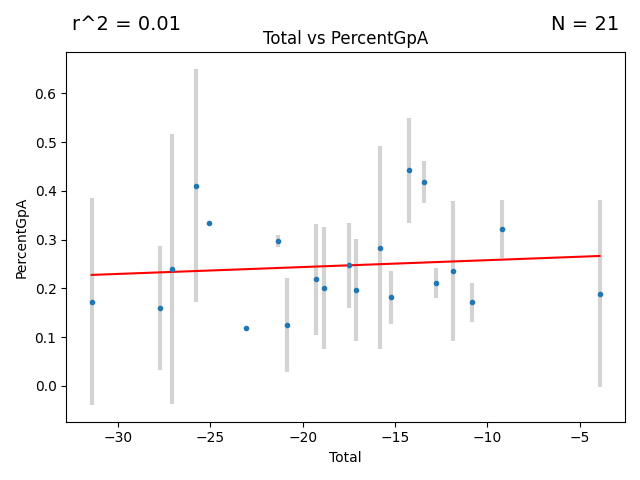 r^2 = 0.01
N = 21
Total vs PercentGpA
0.6
0.5
0.4
0.3
0.2
0.1
0.0
PercentGpA
−30
−25
−20
−15
−10
−5
Total